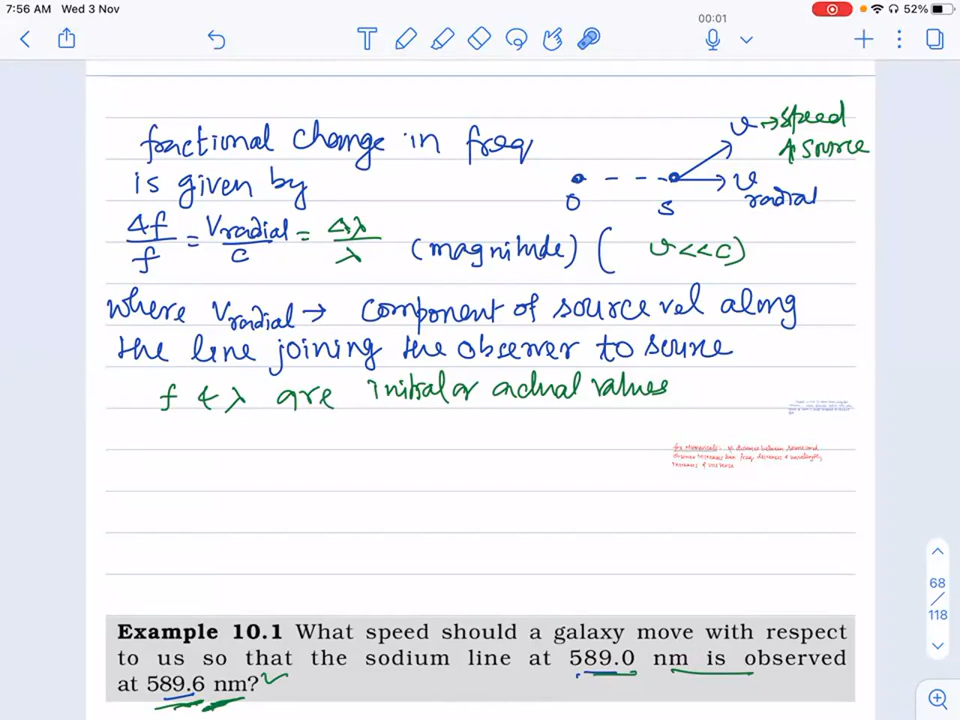 7:56 AM Wed 3 Nov
00:01
52%
fractional change in freq
is given by
v → speed
of source
O
S
v radial
Δf/f = Vradial/c = Δλ/λ (magnitude) ( v<<c)
where Vradial → component of source vel along
the line joining the observer to source
f & λ are initial or actual values
68
/
118
Example 10.1 What speed should a galaxy move with respect
to us so that the sodium line at 589.0 nm is observed
at 589.6 nm?